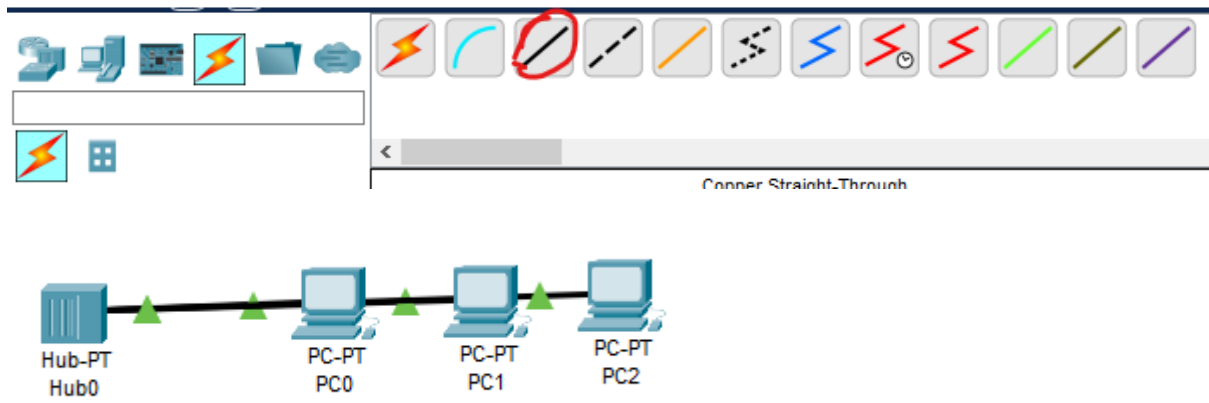 Copper Straight-Through
Hub-PT
Hub0
PC-PT
PC0
PC-PT
PC1
PC-PT
PC2